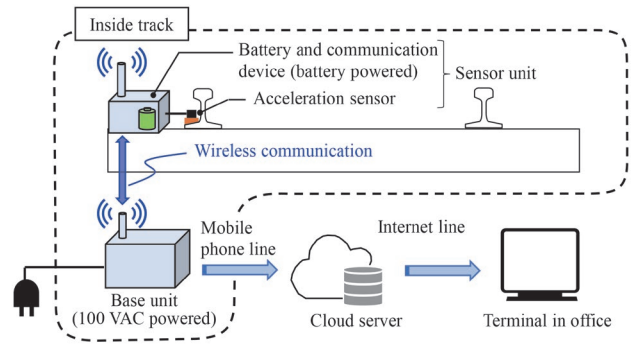 Inside track
Battery and communication
device (battery powered)
Sensor unit
Acceleration sensor
Wireless communication
Mobile
phone line
Internet line
Base unit
(100 VAC powered)
Cloud server
Terminal in office